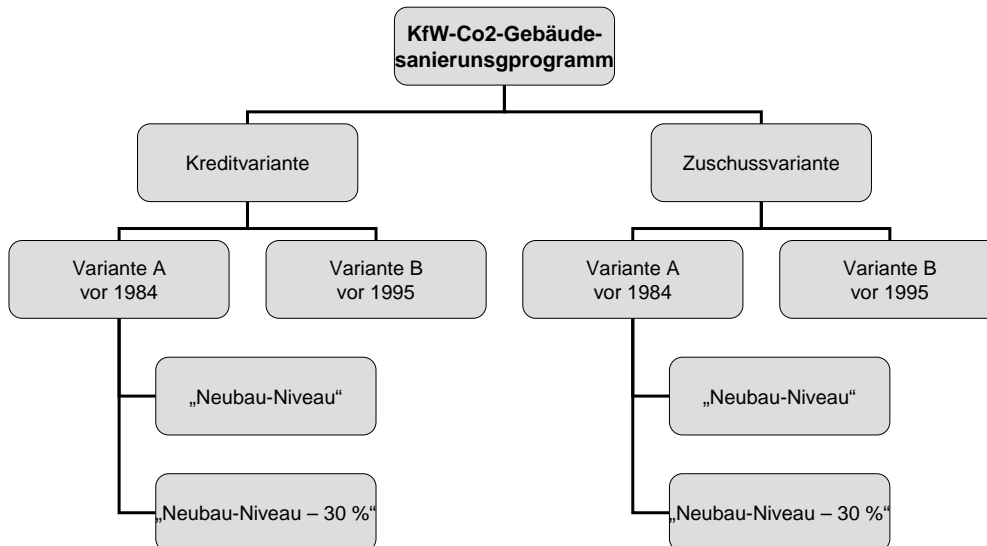 KfW-Co2-Gebäude-
sanierunsgprogramm
Kreditvariante
Zuschussvariante
Variante A
vor 1984
Variante B
vor 1995
Variante A
vor 1984
Variante B
vor 1995
„Neubau-Niveau“
„Neubau-Niveau“
„Neubau-Niveau – 30 %“
„Neubau-Niveau – 30 %“